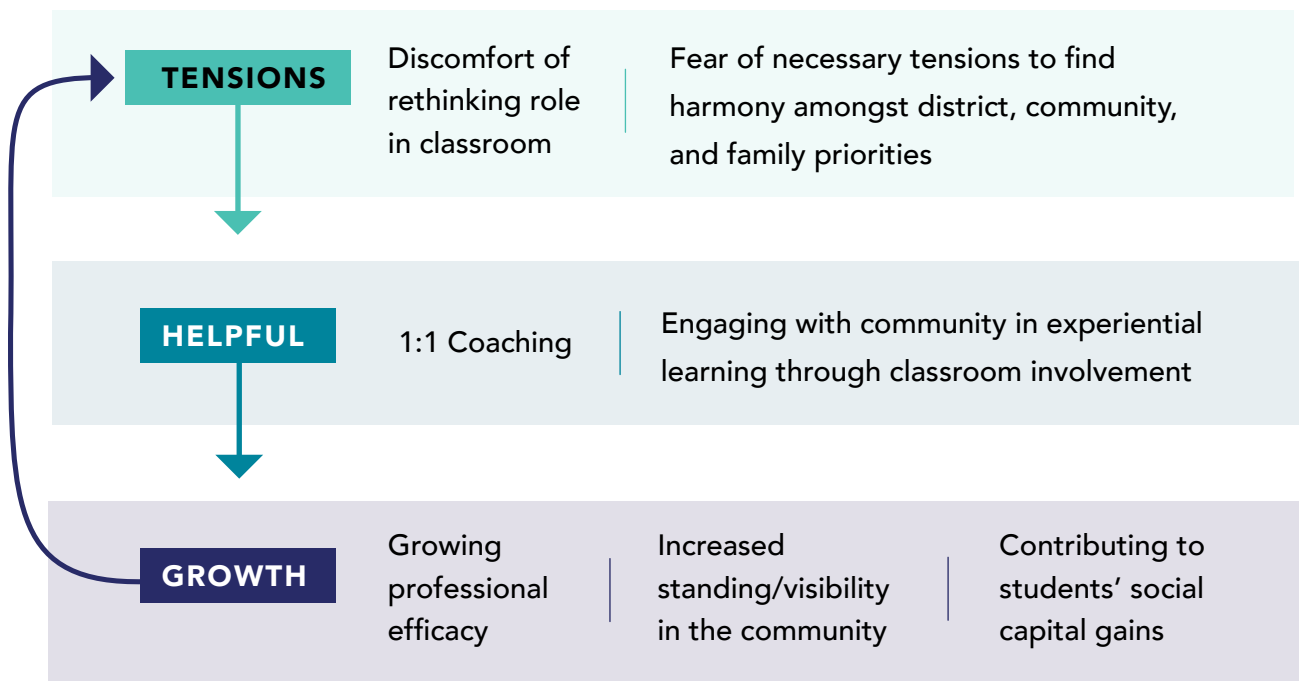 TENSIONS
Discomfort of
rethinking role
in classroom
Fear of necessary tensions to find
harmony amongst district, community,
and family priorities
HELPFUL
1:1 Coaching
Engaging with community in experiential
learning through classroom involvement
GROWTH
Growing
professional
efficacy
Increased
standing/visibility
in the community
Contributing to
students’ social
capital gains